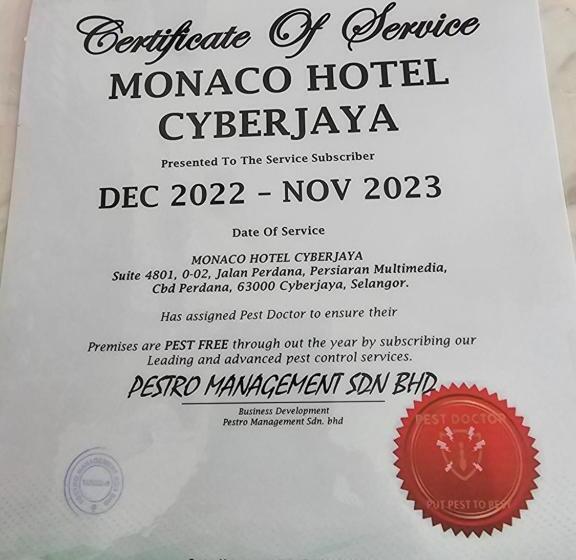 Certificate Of Service
MONACO HOTEL
CYBERJAYA
Presented To The Service Subscriber
DEC 2022 – NOV 2023
Date Of Service
MONACO HOTEL CYBERJAYA
Suite 4801, 0-02, Jalan Perdana, Persiaran Multimedia,
Cbd Perdana, 63000 Cyberjaya, Selangor.
Has assigned Pest Doctor to ensure their
Premises are PEST FREE through out the year by subscribing our
Leading and advanced pest control services.
PESTRO MANAGEMENT SDN BHD
Business Development
Pestro Management Sdn. bhd
PEST DOCTOR
PUT PEST TO REST